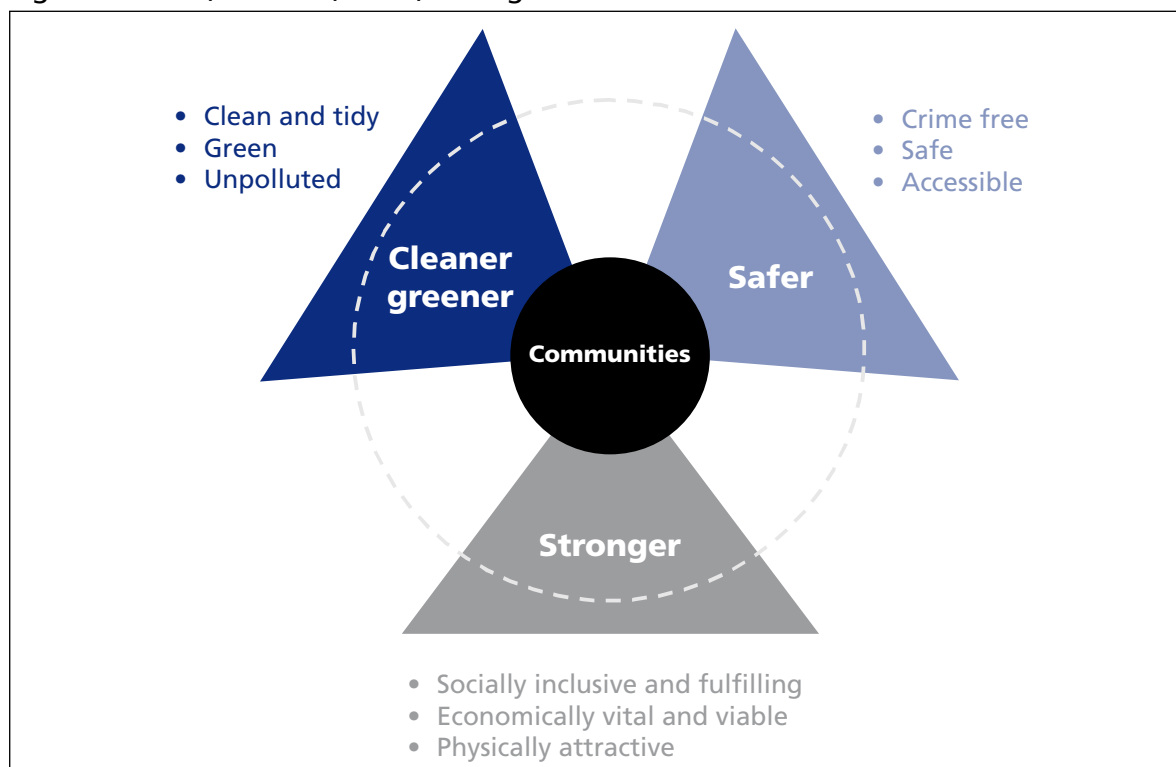 • Clean and tidy
• Green
• Unpolluted
• Crime free
• Safe
• Accessible
Cleaner
greener
Safer
Communities
Stronger
• Socially inclusive and fulfilling
• Economically vital and viable
• Physically attractive